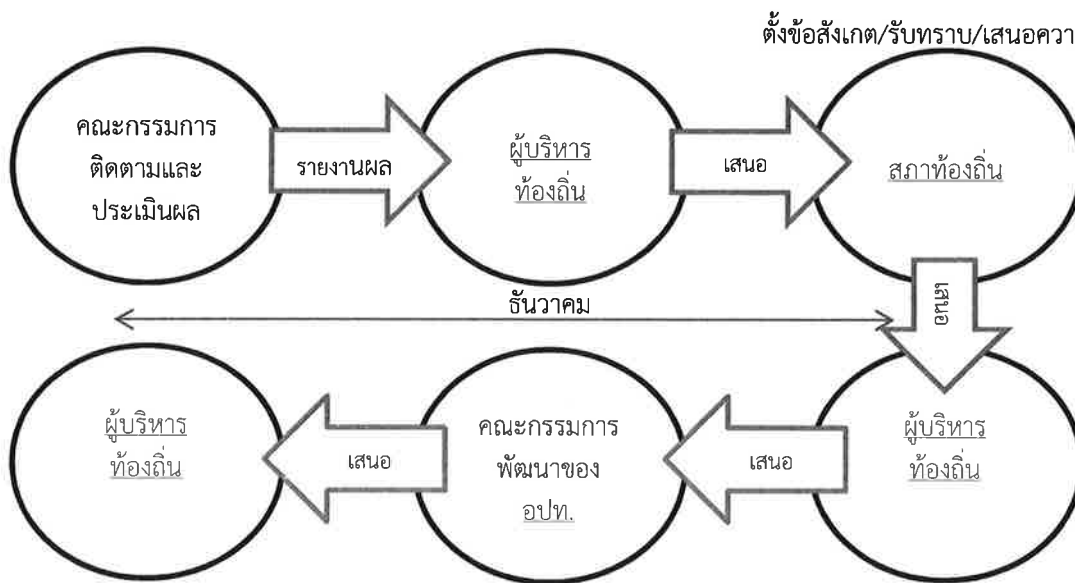 ตั้งข้อสังเกต/รับทราบ/เสนอควา
คณะกรรมการ
ติดตามและ
ประเมินผล
รายงานผล
ผู้บริหาร
ท้องถิ่น
เสนอ
สภาท้องถิ่น
เสนอ
ธันวาคม
ผู้บริหาร
ท้องถิ่น
เสนอ
คณะกรรมการ
พัฒนาของ
อปท.
เสนอ
ผู้บริหาร
ท้องถิ่น